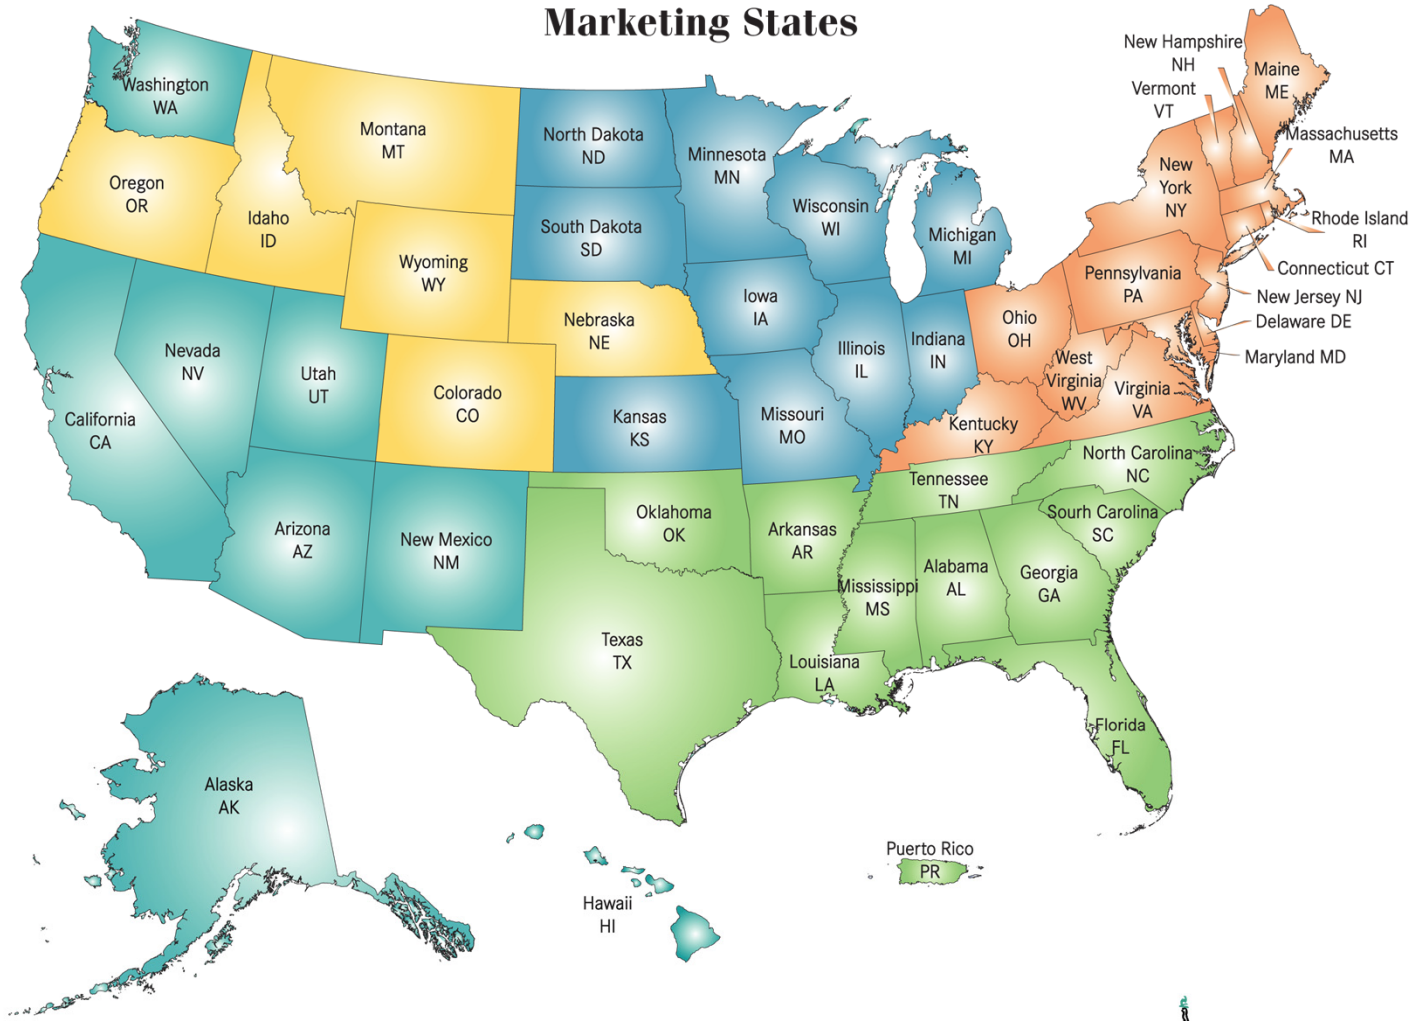 Marketing States
Washington
WA
Oregon
OR
Idaho
ID
Montana
MT
Wyoming
WY
North Dakota
ND
South Dakota
SD
Nebraska
NE
Minnesota
MN
Wisconsin
WI
Michigan
MI
Iowa
IA
Illinois
IL
Indiana
IN
Ohio
OH
Pennsylvania
PA
New
York
NY
New Hampshire
NH
Vermont
VT
Maine
ME
Massachusetts
MA
Rhode Island
RI
Connecticut CT
New Jersey NJ
Delaware DE
Maryland MD
West
Virginia
WV
Virginia
VA
Kentucky
KY
California
CA
Nevada
NV
Utah
UT
Colorado
CO
Kansas
KS
Missouri
MO
Arizona
AZ
New Mexico
NM
Oklahoma
OK
Arkansas
AR
Tennessee
TN
North Carolina
NC
South Carolina
SC
Mississippi
MS
Alabama
AL
Georgia
GA
Texas
TX
Louisiana
LA
Florida
FL
Alaska
AK
Hawaii
HI
Puerto Rico
PR